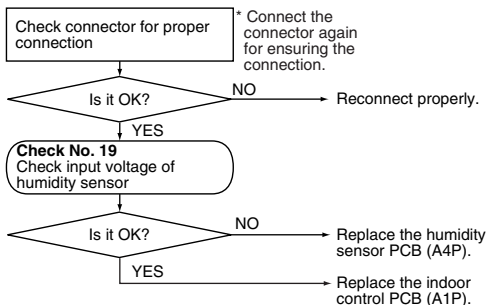 Check connector for proper
connection
* Connect the
connector again
for ensuring the
connection.
Is it OK?
NO
Reconnect properly.
YES
Check No. 19
Check input voltage of
humidity sensor
Is it OK?
NO
Replace the humidity
sensor PCB (A4P).
YES
Replace the indoor
control PCB (A1P).